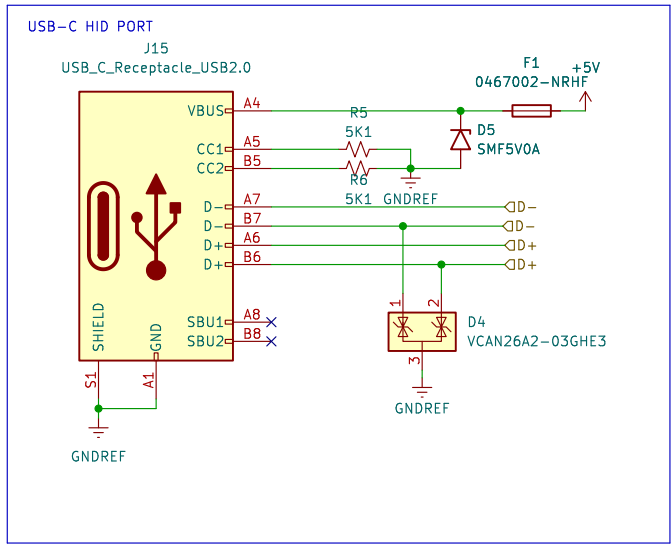 USB-C HID PORT
J15
USB_C_Receptacle_USB2.0
F1
0467002-NRHF
+5V
VBUS
A4
R5
5K1
D5
SMF5V0A
CC1
A5
CC2
B5
R6
5K1
GNDREF
D-
A7
D-
D-
B7
D-
D+
A6
D+
D+
B6
D+
SBU1
A8
SBU2
B8
SHIELD
GND
S1
A1
GNDREF
1
2
D4
VCAN26A2-03GHE3
3
GNDREF